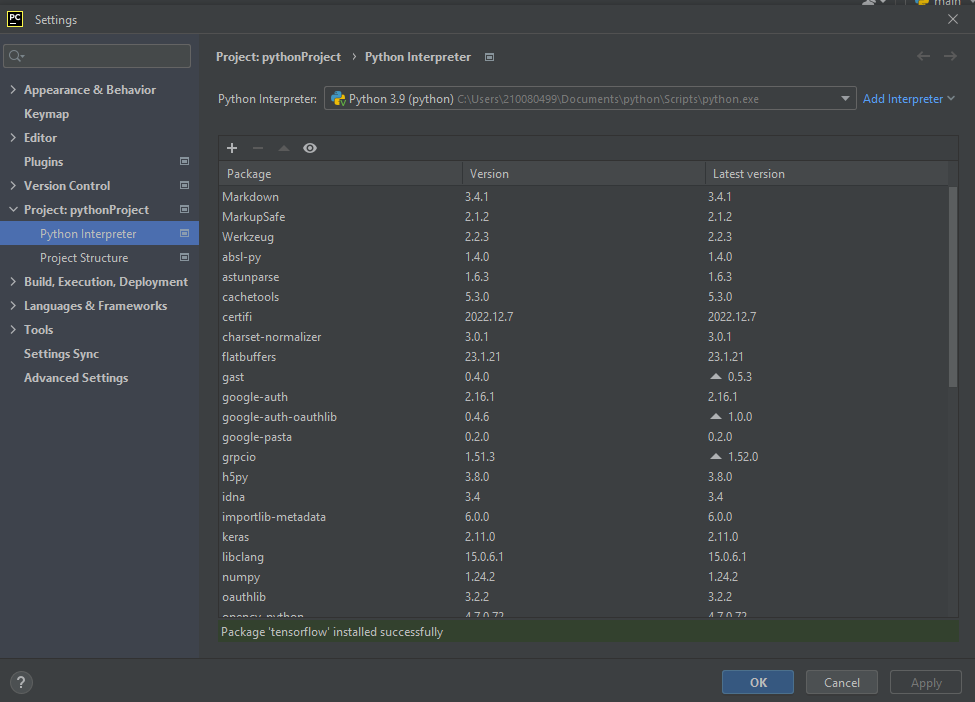 main
PC Settings
Project: pythonProject › Python Interpreter
Appearance & Behavior
Keymap
Editor
Plugins
Version Control
Project: pythonProject
Python Interpreter
Project Structure
Build, Execution, Deployment
Languages & Frameworks
Tools
Settings Sync
Advanced Settings
Python Interpreter: Python 3.9 (python) C:\Users\210080499\Documents\python\Scripts\python.exe Add Interpreter
Package Version Latest version
Markdown 3.4.1 3.4.1
MarkupSafe 2.1.2 2.1.2
Werkzeug 2.2.3 2.2.3
absl-py 1.4.0 1.4.0
astunparse 1.6.3 1.6.3
cachetools 5.3.0 5.3.0
certifi 2022.12.7 2022.12.7
charset-normalizer 3.0.1 3.0.1
flatbuffers 23.1.21 23.1.21
gast 0.4.0 0.5.3
google-auth 2.16.1 2.16.1
google-auth-oauthlib 0.4.6 1.0.0
google-pasta 0.2.0 0.2.0
grpcio 1.51.3 1.52.0
h5py 3.8.0 3.8.0
idna 3.4 3.4
importlib-metadata 6.0.0 6.0.0
keras 2.11.0 2.11.0
libclang 15.0.6.1 15.0.6.1
numpy 1.24.2 1.24.2
oauthlib 3.2.2 3.2.2
opencv-python 4.7.0.72 4.7.0.72
Package 'tensorflow' installed successfully
? OK Cancel Apply